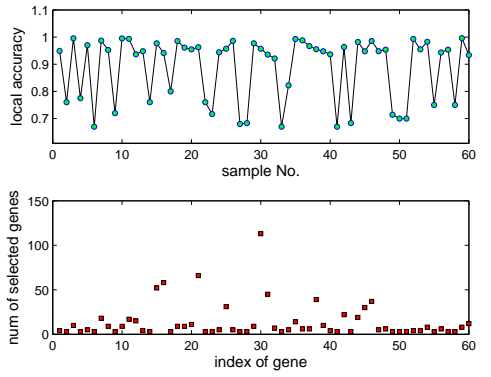 1.1
1
0.9
0.8
0.7
local accuracy
0 10 20 30 40 50 60
sample No.
150
100
50
0
num of selected genes
0 10 20 30 40 50 60
index of gene